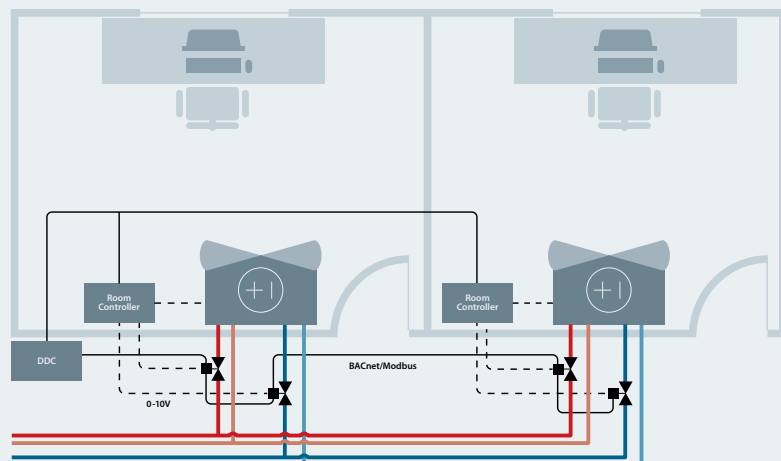 Room
Controller
Room
Controller
DDC
BACnet/Modbus
0-10V